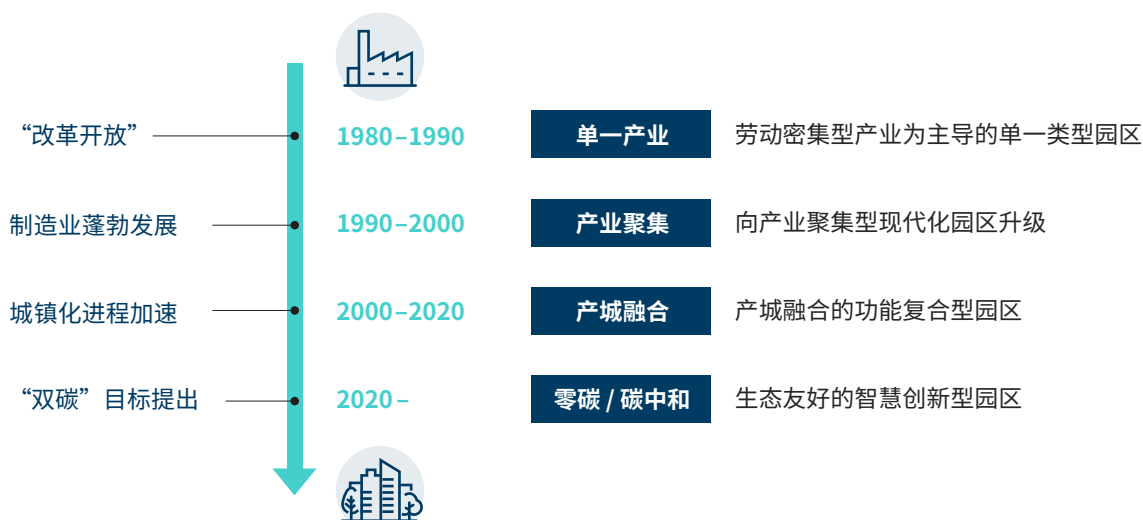 “改革开放”
1980–1990
单一产业
劳动密集型产业为主导的单一类型园区
制造业蓬勃发展
1990–2000
产业聚集
向产业聚集型现代化园区升级
城镇化进程加速
2000–2020
产城融合
产城融合的功能复合型园区
“双碳”目标提出
2020 –
零碳 / 碳中和
生态友好的智慧创新型园区